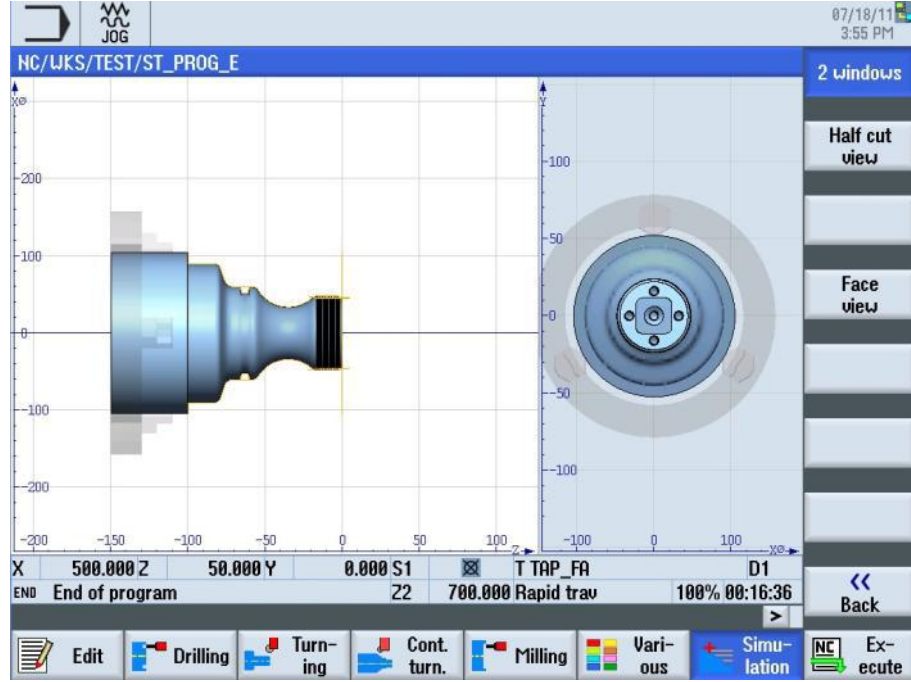 JOG
07/18/11
3:55 PM
NC/WKS/TEST/ST_PROG_E
2 windows
Half cut view
Face view
XØ
-200
-100
-0
--100
--200
-200
-150
-100
-50
0
50
100
Z
Y
-100
-50
-0
--50
--100
-100
0
100
XØ
X 500.000 Z 50.000 Y 0.000 S1 T TAP_FA D1
END End of program Z2 700.000 Rapid trav 100% 00:16:36
>
<<
Back
Edit
Drilling
Turn-
ing
Cont.
turn.
Milling
Vari-
ous
Simu-
lation
NC
Ex-
ecute